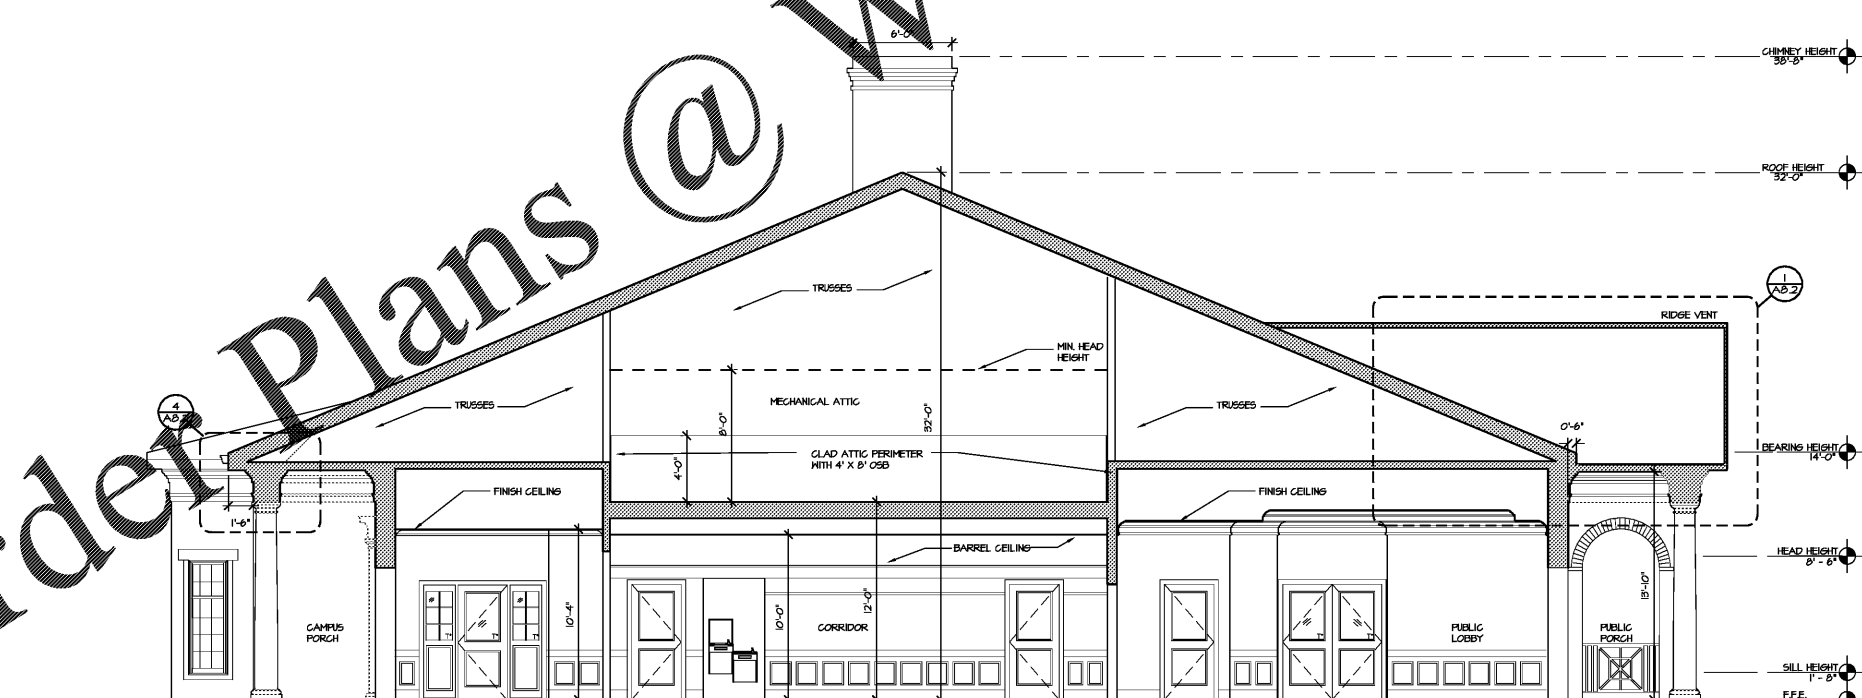 rder Plans @ W
6'-0"
CHIMNEY HEIGHT
38'-8"
ROOF HEIGHT
32'-0"
1
A8.2
RIDGE VENT
TRUSSES
MIN. HEAD
HEIGHT
4
TRUSSES
MECHANICAL ATTIC
8'-0"
32'-0"
TRUSSES
0'-6"
BEARING HEIGHT
14'-0"
CLAD ATTIC PERIMETER
WITH 4' X 8' OSB
4'-0"
FINISH CEILING
FINISH CEILING
1'-6"
BARREL CEILING
HEAD HEIGHT
8' - 6"
10'-4"
10'-0"
12'-0"
13'-10"
CAMPUS
PORCH
CORRIDOR
PUBLIC
LOBBY
PUBLIC
PORCH
SILL HEIGHT
1' - 8"
F.F.E.